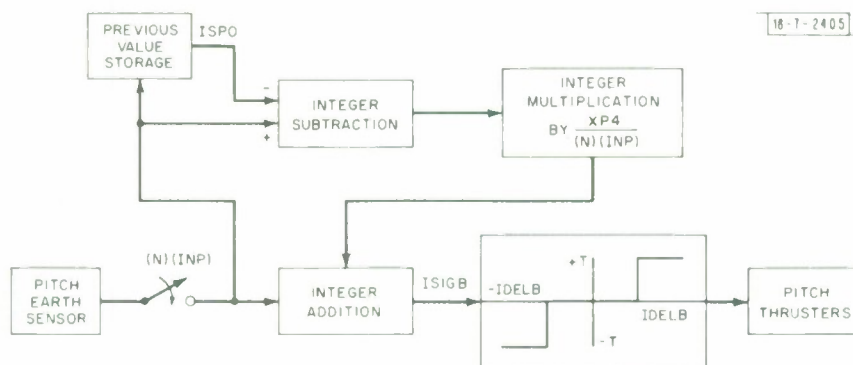 18-7-2405
PREVIOUS
VALUE
STORAGE
ISPO
-
+
INTEGER
SUBTRACTION
INTEGER
MULTIPLICATION
BY XP4
(N)(INP)
(N)(INP)
PITCH
EARTH
SENSOR
INTEGER
ADDITION
ISIGB
-IDELB
+T
IDELB
-T
PITCH
THRUSTERS